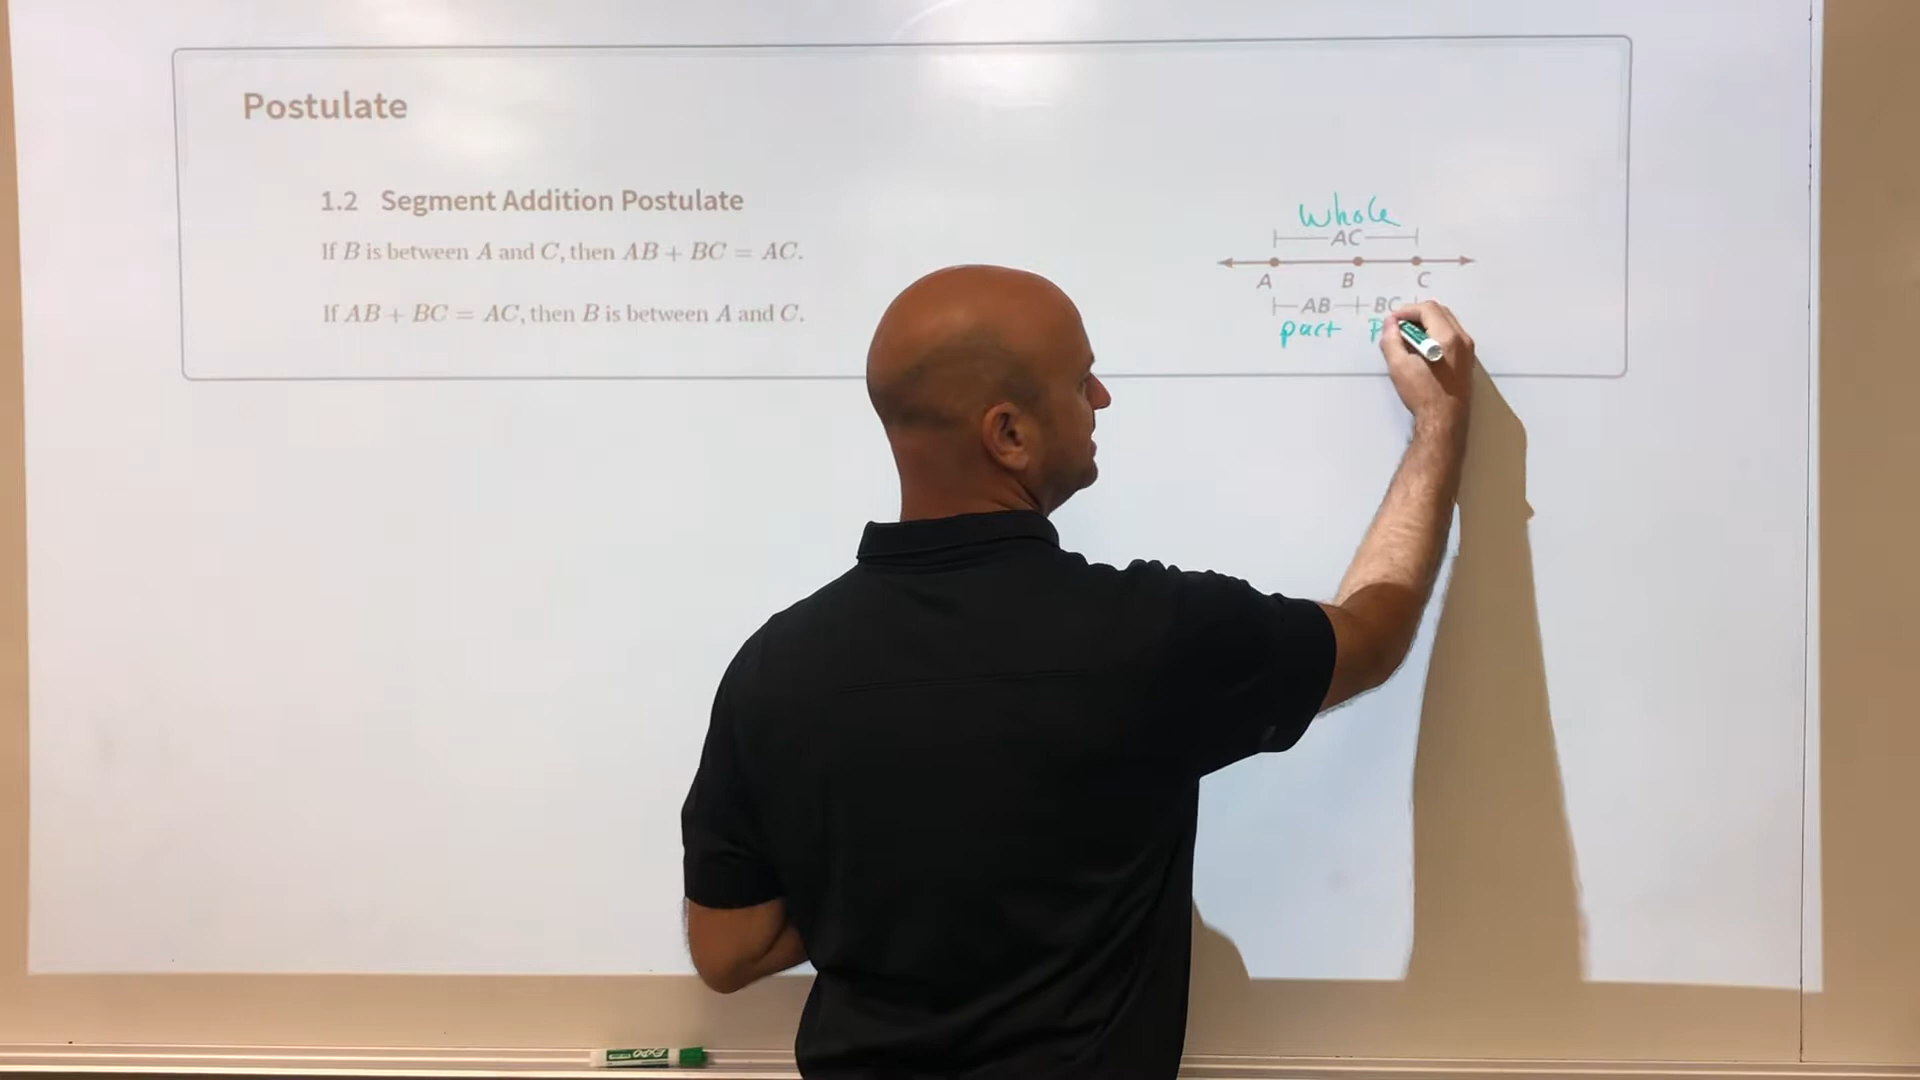 Postulate
1.2 Segment Addition Postulate
If B is between A and C, then AB + BC = AC.
If AB + BC = AC, then B is between A and C.
Whole
AC
A B C
AB BC
part
EXPO